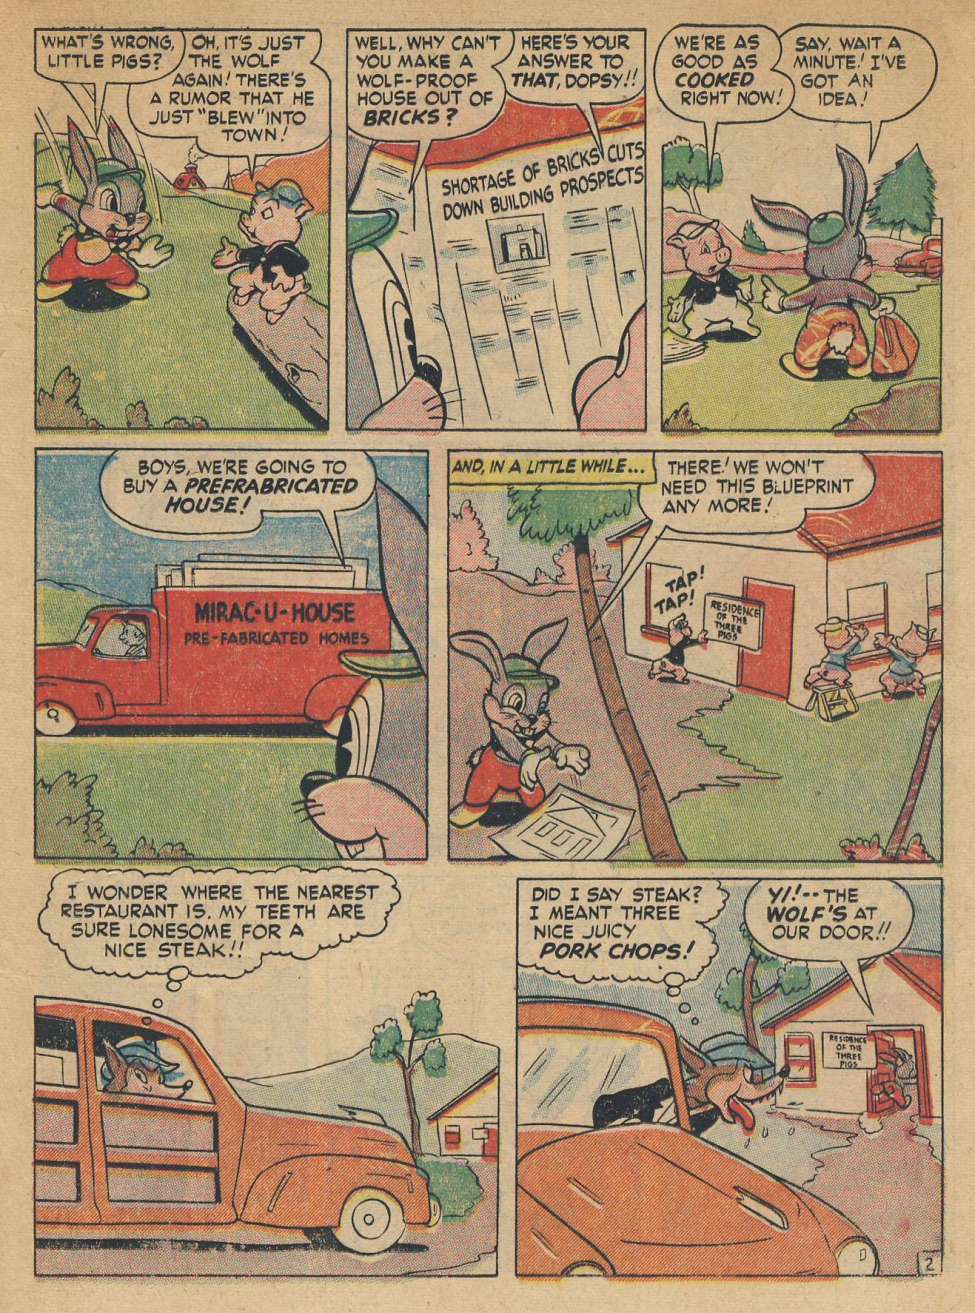 WHAT'S WRONG,
LITTLE PIGS?
OH, IT'S JUST
THE WOLF
AGAIN! THERE'S
A RUMOR THAT HE
JUST "BLEW" INTO
TOWN!
WELL, WHY CAN'T
YOU MAKE A
WOLF-PROOF
HOUSE OUT OF
BRICKS?
HERE'S YOUR
ANSWER TO
THAT, DOPSY!!
SHORTAGE OF BRICKS CUTS
DOWN BUILDING PROSPECTS
WE'RE AS
GOOD AS
COOKED
RIGHT NOW!
SAY, WAIT A
MINUTE! I'VE
GOT AN
IDEA!
BOYS, WE'RE GOING TO
BUY A PREFRABRICATED
HOUSE!
MIRAC-U-HOUSE
PRE-FABRICATED HOMES
AND, IN A LITTLE WHILE...
THERE! WE WON'T
NEED THIS BLUEPRINT
ANY MORE!
TAP!
TAP!
RESIDENCE
OF THE
THREE
PIGS
I WONDER WHERE THE NEAREST
RESTAURANT IS. MY TEETH ARE
SURE LONESOME FOR A
NICE STEAK!!
DID I SAY STEAK?
I MEANT THREE
NICE JUICY
PORK CHOPS!
YI!--THE
WOLF'S AT
OUR DOOR!!
RESIDENCE
OF THE
THREE
PIGS
2